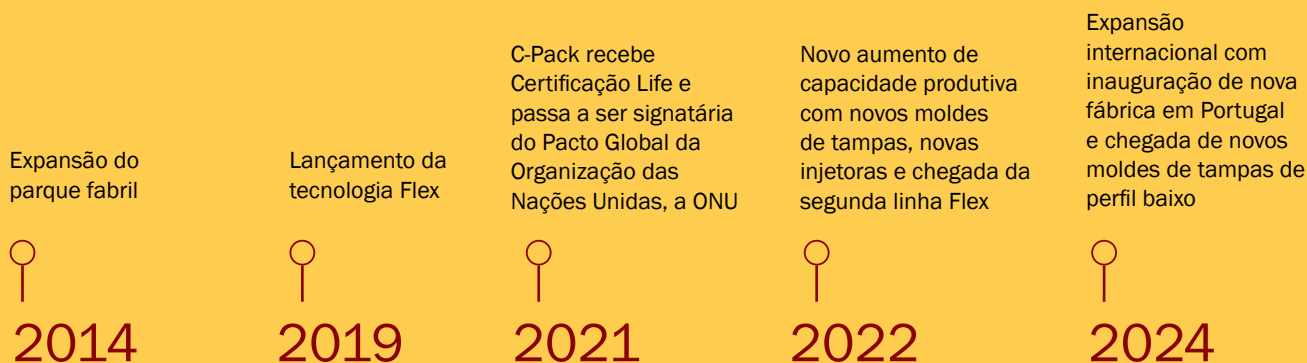 Expansão do
parque fabril
2014
Lançamento da
tecnologia Flex
2019
C-Pack recebe
Certificação Life e
passa a ser signatária
do Pacto Global da
Organização das
Nações Unidas, a ONU
2021
Novo aumento de
capacidade produtiva
com novos moldes
de tampas, novas
injetoras e chegada da
segunda linha Flex
2022
Expansão
internacional com
inauguração de nova
fábrica em Portugal
e chegada de novos
moldes de tampas de
perfil baixo
2024